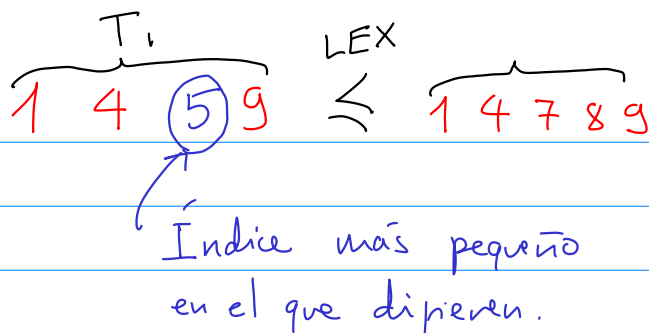 T₁ LEX
1 4 5 9 ≤ 1 4 7 8 9
Índice más pequeño
en el que difieren.